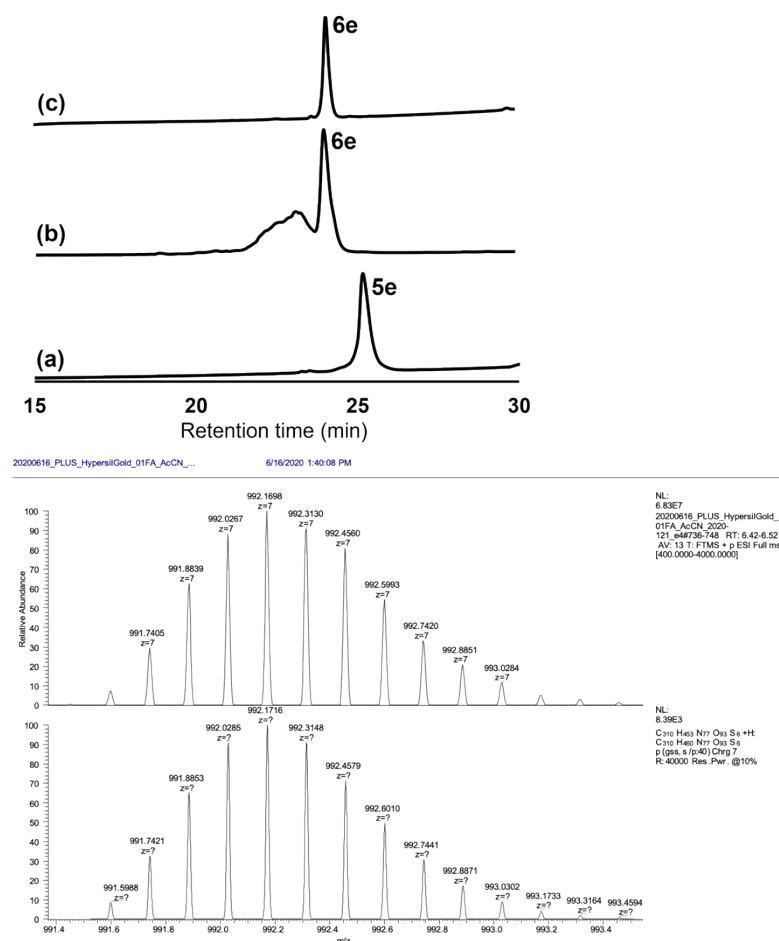 6e
(c)
6e
(b)
5e
(a)
15 20 25 30
Retention time (min)
20200616_PLUS_HypersilGold_01FA_AcCN_... 6/16/2020 1:40:08 PM
NL:
6.83E7
20200616_PLUS_HypersilGold_
01FA_AcCN_2020-
121_e4#736-748 RT: 6.42-6.52
AV: 13 T: FTMS + p ESI Full ms
[400.0000-4000.0000]
Relative Abundance
100
90
80
70
60
50
40
30
20
10
0
991.7405
z=7
991.8839
z=7
992.0267
z=7
992.1698
z=7
992.3130
z=7
992.4560
z=7
992.5993
z=7
992.7420
z=7
992.8851
z=7
993.0284
z=7
NL:
8.39E3
C310 H453 N77 O93 S6 +H:
C310 H460 N77 O93 S6
p (gss, s /p:40) Chrg 7
R: 40000 Res .Pwr . @10%
100
90
80
70
60
50
40
30
20
10
0
991.5988
z=?
991.7421
z=?
991.8853
z=?
992.0285
z=?
992.1716
z=?
992.3148
z=?
992.4579
z=?
992.6010
z=?
992.7441
z=?
992.8871
z=?
993.0302
z=?
993.1733
z=?
993.3164
z=?
993.4594
z=?
991.4 991.6 991.8 992.0 992.2 992.4 992.6 992.8 993.0 993.2 993.4
m/z